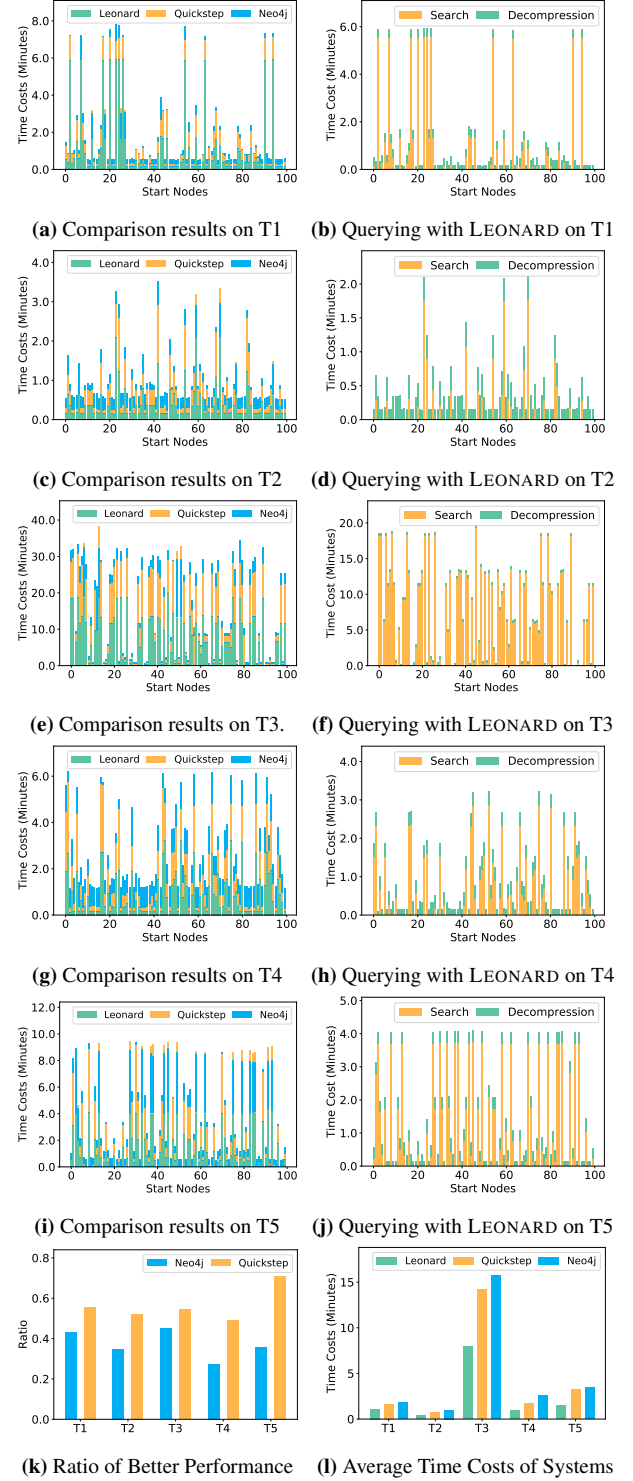 Leonard Quickstep Neo4j
8.0
6.0
4.0
2.0
0.0
Time Costs (Minutes)
0 20 40 60 80 100
Start Nodes
(a) Comparison results on T1
Search Decompression
6.0
4.0
2.0
0.0
Time Cost (Minutes)
0 20 40 60 80 100
Start Nodes
(b) Querying with LEONARD on T1
Leonard Quickstep Neo4j
4.0
3.0
2.0
1.0
0.0
Time Costs (Minutes)
0 20 40 60 80 100
Start Nodes
(c) Comparison results on T2
Search Decompression
2.0
1.5
1.0
0.5
0.0
Time Cost (Minutes)
0 20 40 60 80 100
Start Nodes
(d) Querying with LEONARD on T2
Leonard Quickstep Neo4j
40.0
30.0
20.0
10.0
0.0
Time Costs (Minutes)
0 20 40 60 80 100
Start Nodes
(e) Comparison results on T3.
Search Decompression
20.0
15.0
10.0
5.0
0.0
Time Cost (Minutes)
0 20 40 60 80 100
Start Nodes
(f) Querying with LEONARD on T3
Leonard Quickstep Neo4j
6.0
4.0
2.0
0.0
Time Costs (Minutes)
0 20 40 60 80 100
Start Nodes
(g) Comparison results on T4
Search Decompression
4.0
3.0
2.0
1.0
0.0
Time Cost (Minutes)
0 20 40 60 80 100
Start Nodes
(h) Querying with LEONARD on T4
Leonard Quickstep Neo4j
12.0
10.0
8.0
6.0
4.0
2.0
0.0
Time Costs (Minutes)
0 20 40 60 80 100
Start Nodes
(i) Comparison results on T5
Search Decompression
5.0
4.0
3.0
2.0
1.0
0.0
Time Cost (Minutes)
0 20 40 60 80 100
Start Nodes
(j) Querying with LEONARD on T5
Neo4j Quickstep
0.8
0.6
0.4
0.2
0.0
Ratio
T1 T2 T3 T4 T5
(k) Ratio of Better Performance
Leonard Quickstep Neo4j
15
10
5
0
Time Costs (Minutes)
T1 T2 T3 T4 T5
(l) Average Time Costs of Systems